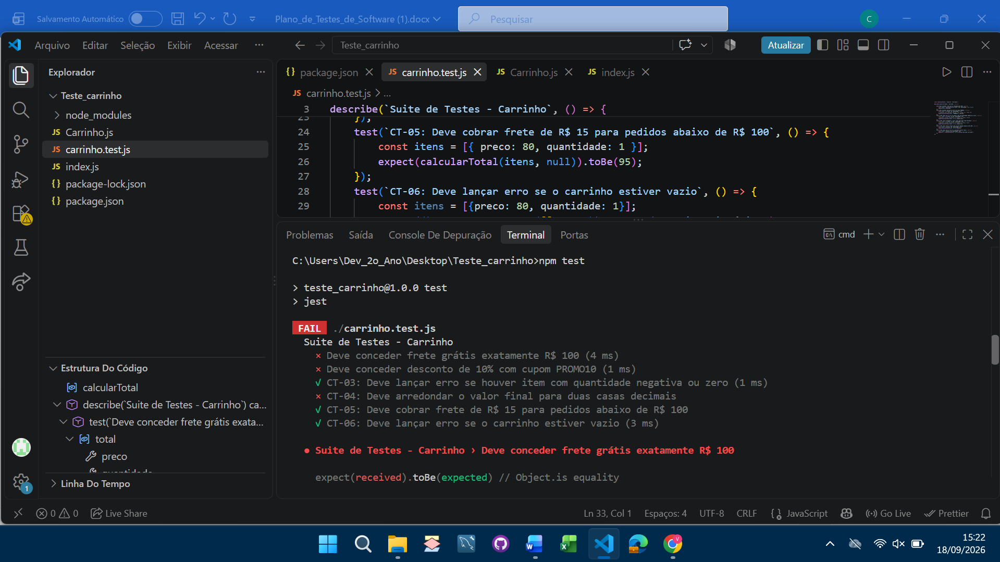 Salvamento Automático
Plano_de_Testes_de_Software (1).docx
Pesquisar
C
Arquivo Editar Seleção Exibir Acessar ···
Teste_carrinho
Atualizar
Explorador
Teste_carrinho
node_modules
JS Carrinho.js
JS carrinho.test.js
JS index.js
{} package-lock.json
{} package.json
Estrutura Do Código
calcularTotal
describe(`Suite de Testes - Carrinho`) ca...
test(`Deve conceder frete grátis exata...
total
preco
quantidade
Linha Do Tempo
1
{} package.json
JS carrinho.test.js
JS Carrinho.js
JS index.js
JS carrinho.test.js > ...
3 describe(`Suite de Testes - Carrinho`, () => {
23 });
24 test(`CT-05: Deve cobrar frete de R$ 15 para pedidos abaixo de R$ 100`, () => {
25 const itens = [{ preco: 80, quantidade: 1 }];
26 expect(calcularTotal(itens, null)).toBe(95);
27 });
28 test(`CT-06: Deve lançar erro se o carrinho estiver vazio`, () => {
29 const itens = [{preco: 80, quantidade: 1}];
Problemas Saída Console De Depuração Terminal Portas
cmd
C:\Users\Dev_2o_Ano\Desktop\Teste_carrinho>npm test
> teste_carrinho@1.0.0 test
> jest
FAIL ./carrinho.test.js
Suite de Testes - Carrinho
× Deve conceder frete grátis exatamente R$ 100 (4 ms)
× Deve conceder desconto de 10% com cupom PROMO10 (1 ms)
√ CT-03: Deve lançar erro se houver item com quantidade negativa ou zero (1 ms)
× CT-04: Deve arredondar o valor final para duas casas decimais
√ CT-05: Deve cobrar frete de R$ 15 para pedidos abaixo de R$ 100
√ CT-06: Deve lançar erro se o carrinho estiver vazio (3 ms)
● Suite de Testes - Carrinho › Deve conceder frete grátis exatamente R$ 100
expect(received).toBe(expected) // Object.is equality
0 0 Live Share
Ln 33, Col 1 Espaços: 4 UTF-8 CRLF JavaScript Go Live Prettier
15:22
18/09/2026